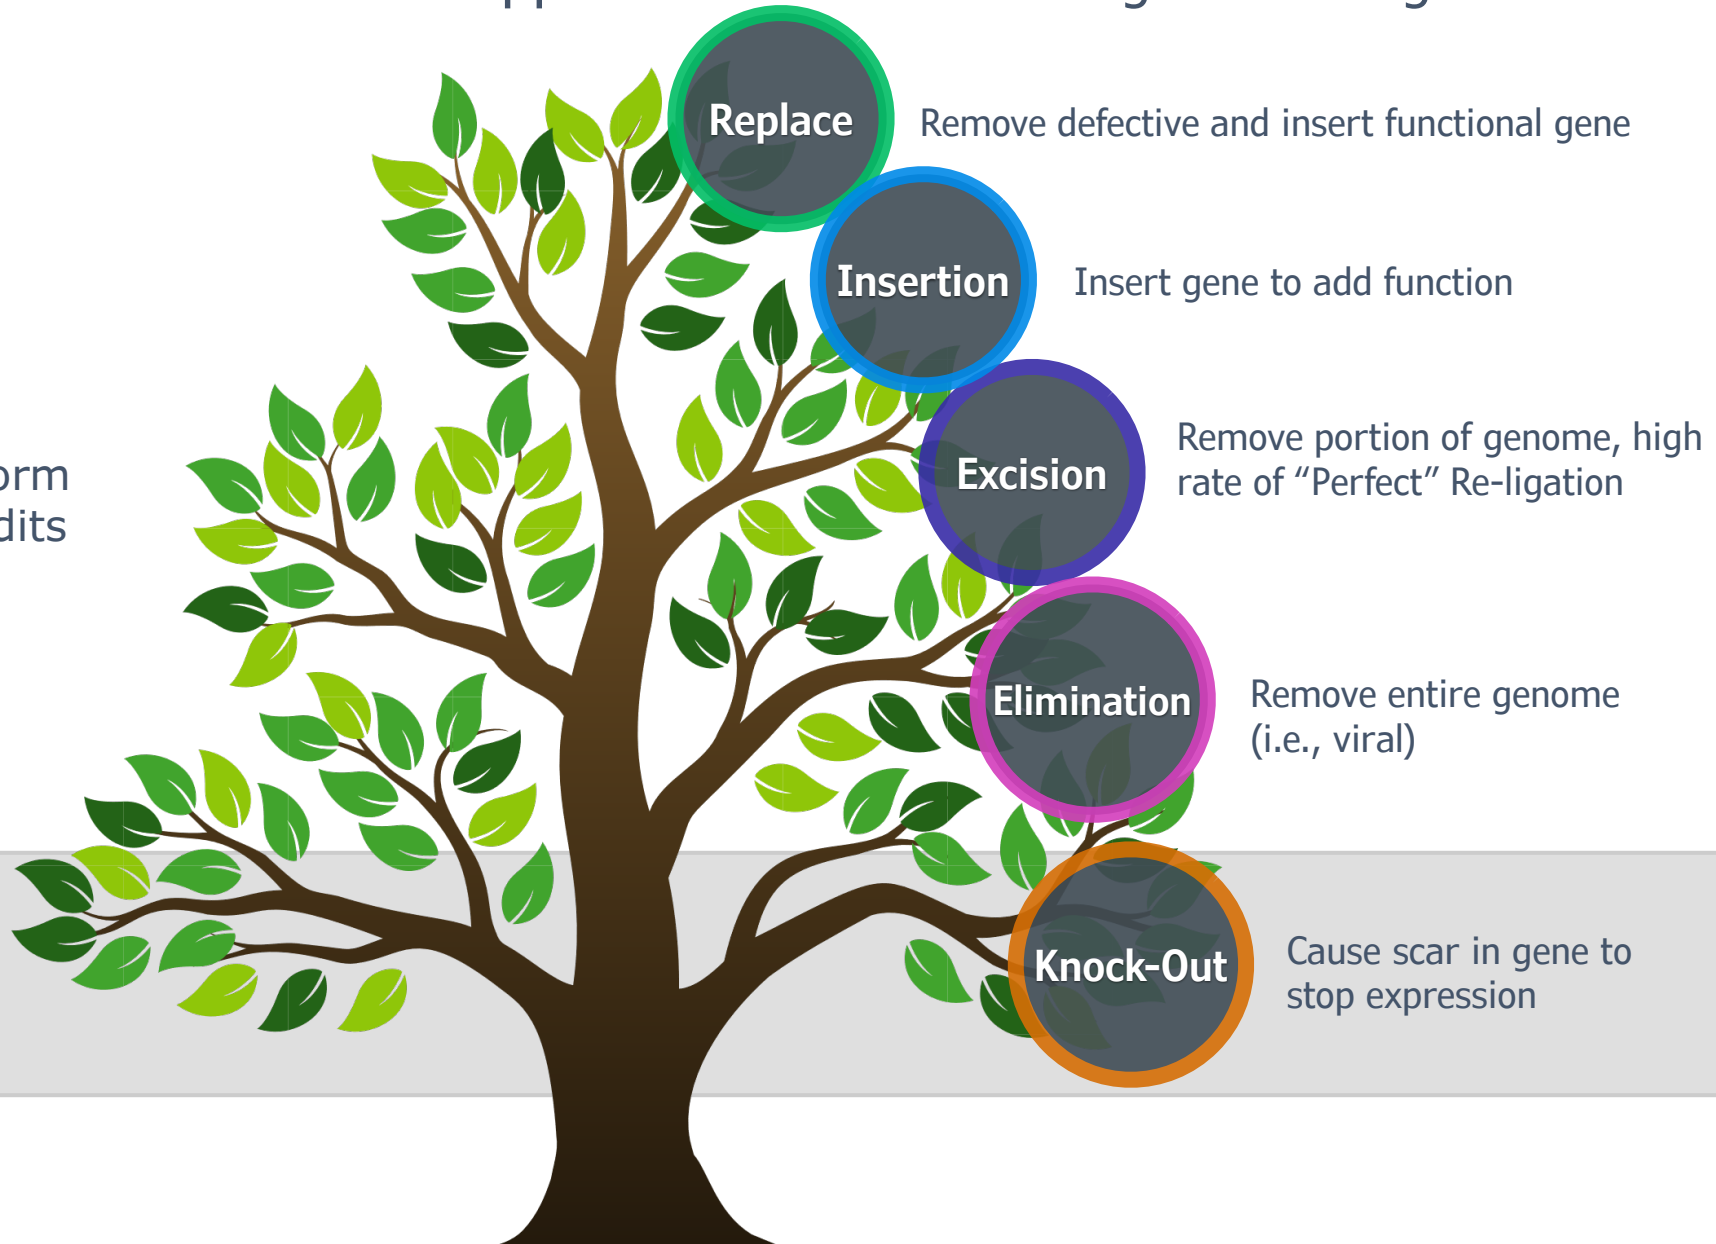 Replace
Remove defective and insert functional gene
Insertion
Insert gene to add function
Excision
Remove portion of genome, high
rate of “Perfect” Re-ligation
Elimination
Remove entire genome
(i.e., viral)
Knock-Out
Cause scar in gene to
stop expression